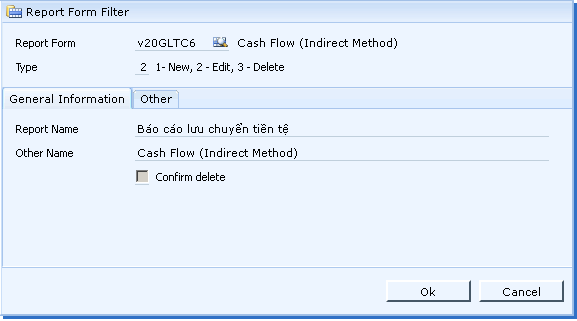 Report Form Filter
Report Form v20GLTC6 Cash Flow (Indirect Method)
Type 2 1- New, 2 - Edit, 3 - Delete
General Information Other
Report Name Báo cáo lưu chuyển tiền tệ
Other Name Cash Flow (Indirect Method)
Confirm delete
Ok Cancel